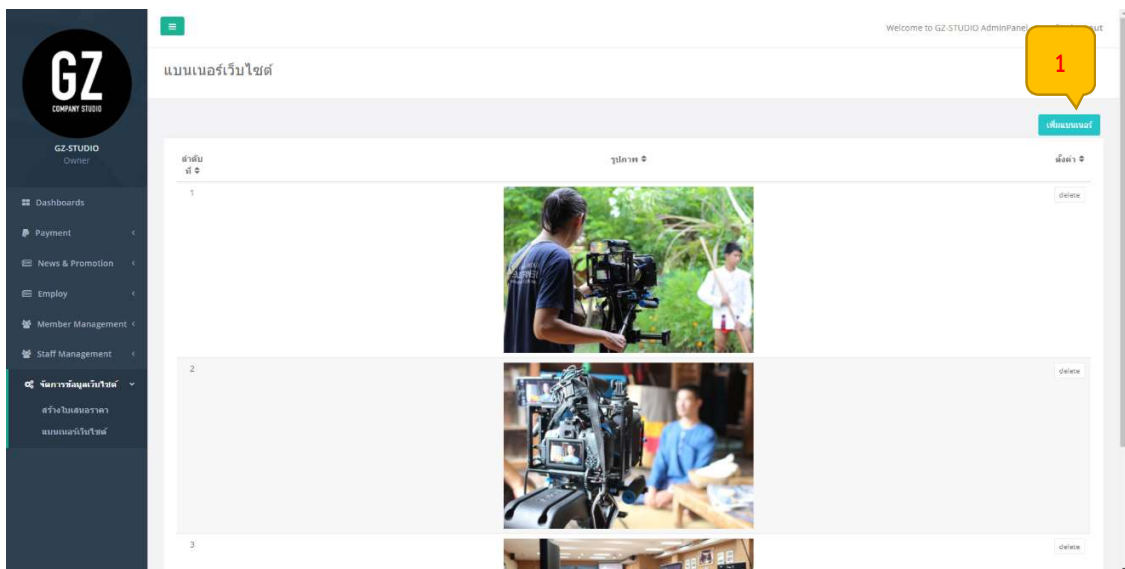 Welcome to GZ-STUDIO AdminPanel
GZ
COMPANY STUDIO
GZ-STUDIO
Owner
Dashboards
Payment
News & Promotion
Employ
Member Management
Staff Management
จัดการข้อมูลเว็บไซต์
สร้างใบเสนอราคา
แบนเนอร์เว็บไซต์
แบนเนอร์เว็บไซต์
1
เพิ่มแบนเนอร์
ลำดับ
ที่
รูปภาพ
ตั้งค่า
1
delete
2
delete
3
delete